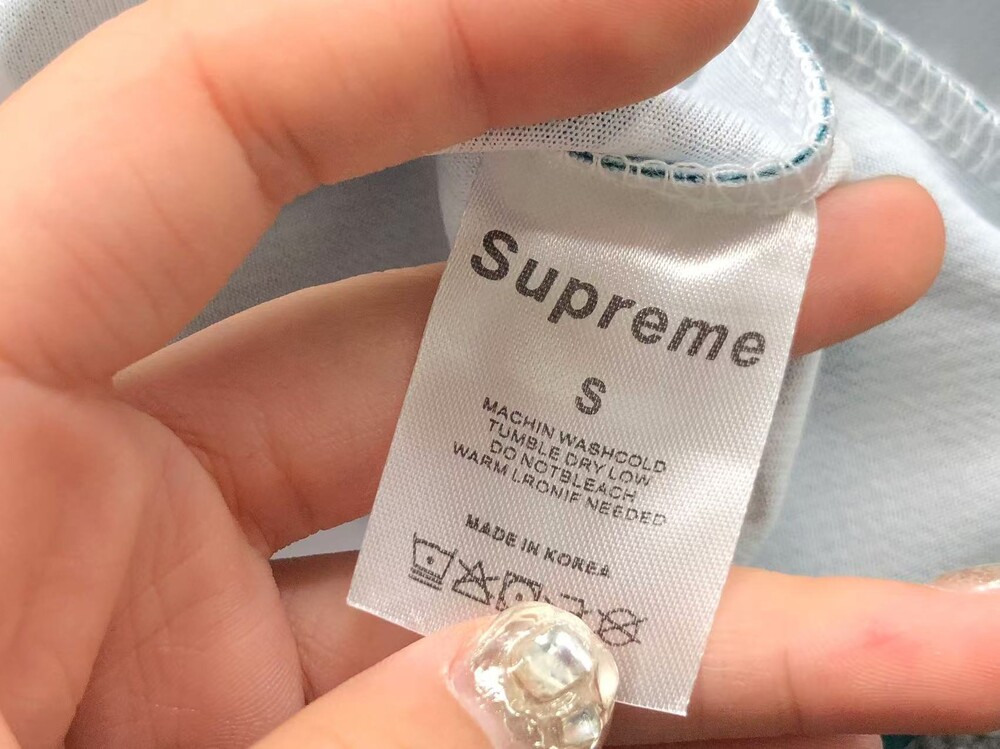 Supreme
S
MACHIN WASHCOLD
TUMBLE DRY LOW
DO NOTBLEACH
WARM LRONIF NEEDED
MADE IN KOREA